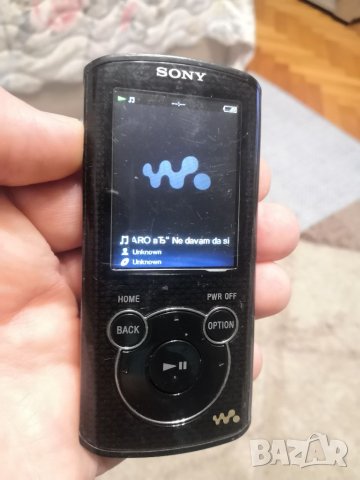 SONY
ARO вЂ" Ne davam da si
Unknown
Unknown
HOME
PWR OFF
BACK
OPTION
W.
BAZAR